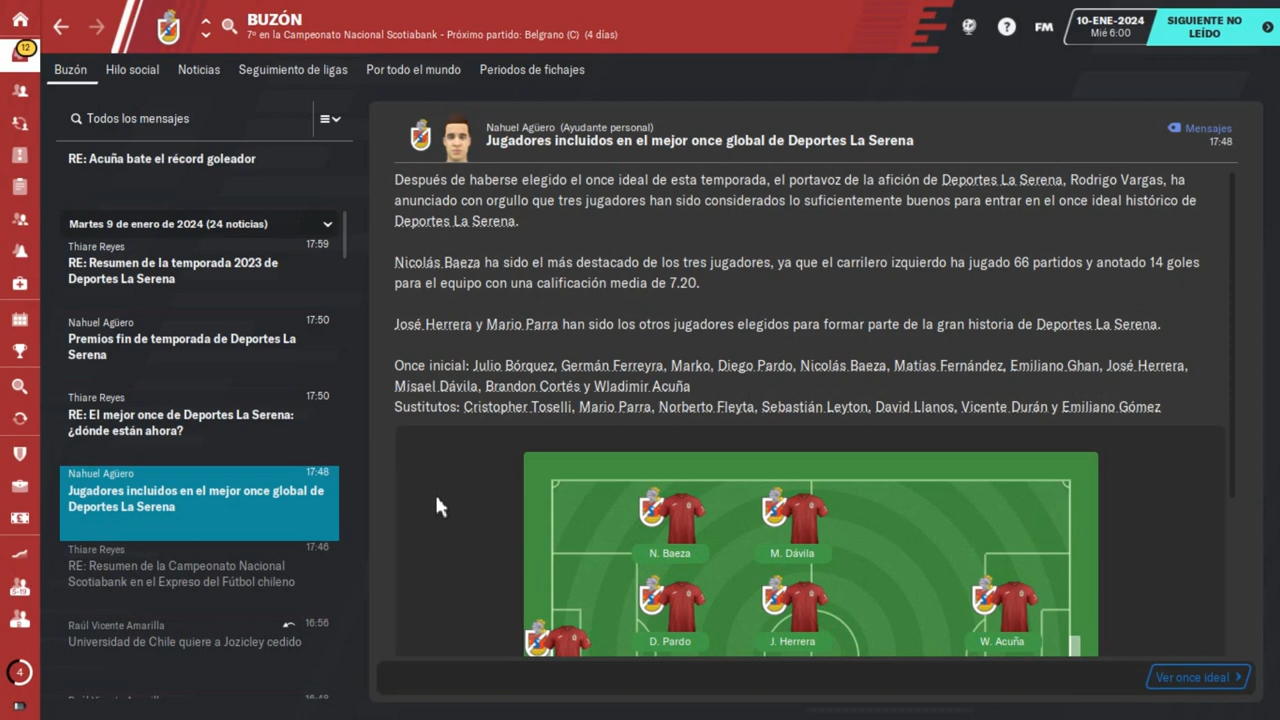 BUZÓN
7º en la Campeonato Nacional Scotiabank - Próximo partido: Belgrano (C) (4 días)
FM
10-ENE-2024
Mié 6:00
SIGUIENTE NO
LEÍDO
12
Buzón
Hilo social
Noticias
Seguimiento de ligas
Por todo el mundo
Periodos de fichajes
Todos los mensajes
RE: Acuña bate el récord goleador
Martes 9 de enero de 2024 (24 noticias)
Thiare Reyes
17:59
RE: Resumen de la temporada 2023 de
Deportes La Serena
Nahuel Agüero
17:50
Premios fin de temporada de Deportes La
Serena
Thiare Reyes
17:50
RE: El mejor once de Deportes La Serena:
¿dónde están ahora?
Nahuel Agüero
17:48
Jugadores incluidos en el mejor once global de
Deportes La Serena
Thiare Reyes
17:46
RE: Resumen de la Campeonato Nacional
Scotiabank en el Expreso del Fútbol chileno
Raúl Vicente Amarilla
16:56
Universidad de Chile quiere a Jozicley cedido
Nahuel Agüero (Ayudante personal)
Jugadores incluidos en el mejor once global de Deportes La Serena
Mensajes
17:48
Después de haberse elegido el once ideal de esta temporada, el portavoz de la afición de Deportes La Serena, Rodrigo Vargas, ha
anunciado con orgullo que tres jugadores han sido considerados lo suficientemente buenos para entrar en el once ideal histórico de
Deportes La Serena.
Nicolás Baeza ha sido el más destacado de los tres jugadores, ya que el carrilero izquierdo ha jugado 66 partidos y anotado 14 goles
para el equipo con una calificación media de 7.20.
José Herrera y Mario Parra han sido los otros jugadores elegidos para formar parte de la gran historia de Deportes La Serena.
Once inicial: Julio Bórquez, Germán Ferreyra, Marko, Diego Pardo, Nicolás Baeza, Matías Fernández, Emiliano Ghan, José Herrera,
Misael Dávila, Brandon Cortés y Wladimir Acuña
Sustitutos: Cristopher Toselli, Mario Parra, Norberto Fleyta, Sebastián Leyton, David Llanos, Vicente Durán y Emiliano Gómez
N. Baeza
M. Dávila
D. Pardo
J. Herrera
W. Acuña
Ver once ideal
4